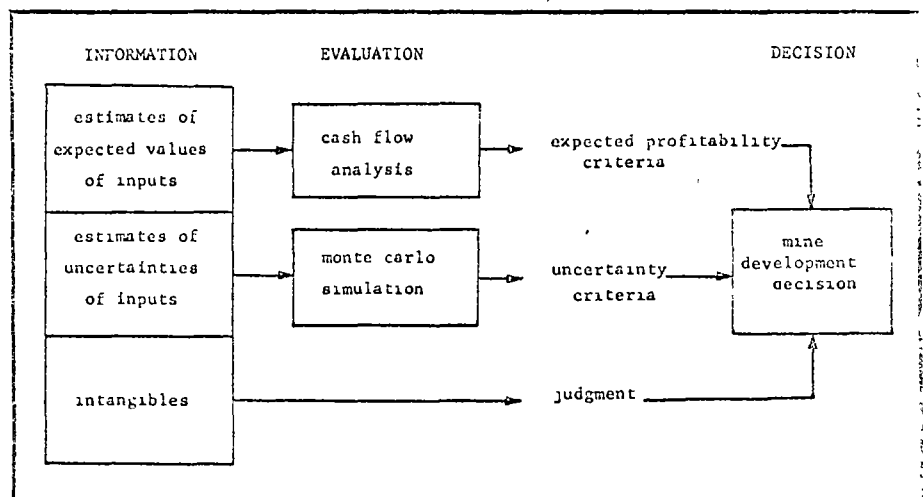 INFORMATION EVALUATION DECISION
estimates of
expected values
of inputs
cash flow
analysis
expected profitability
criteria
estimates of
uncertainties
of inputs
monte carlo
simulation
uncertainty
criteria
mine
development
decision
intangibles
judgment